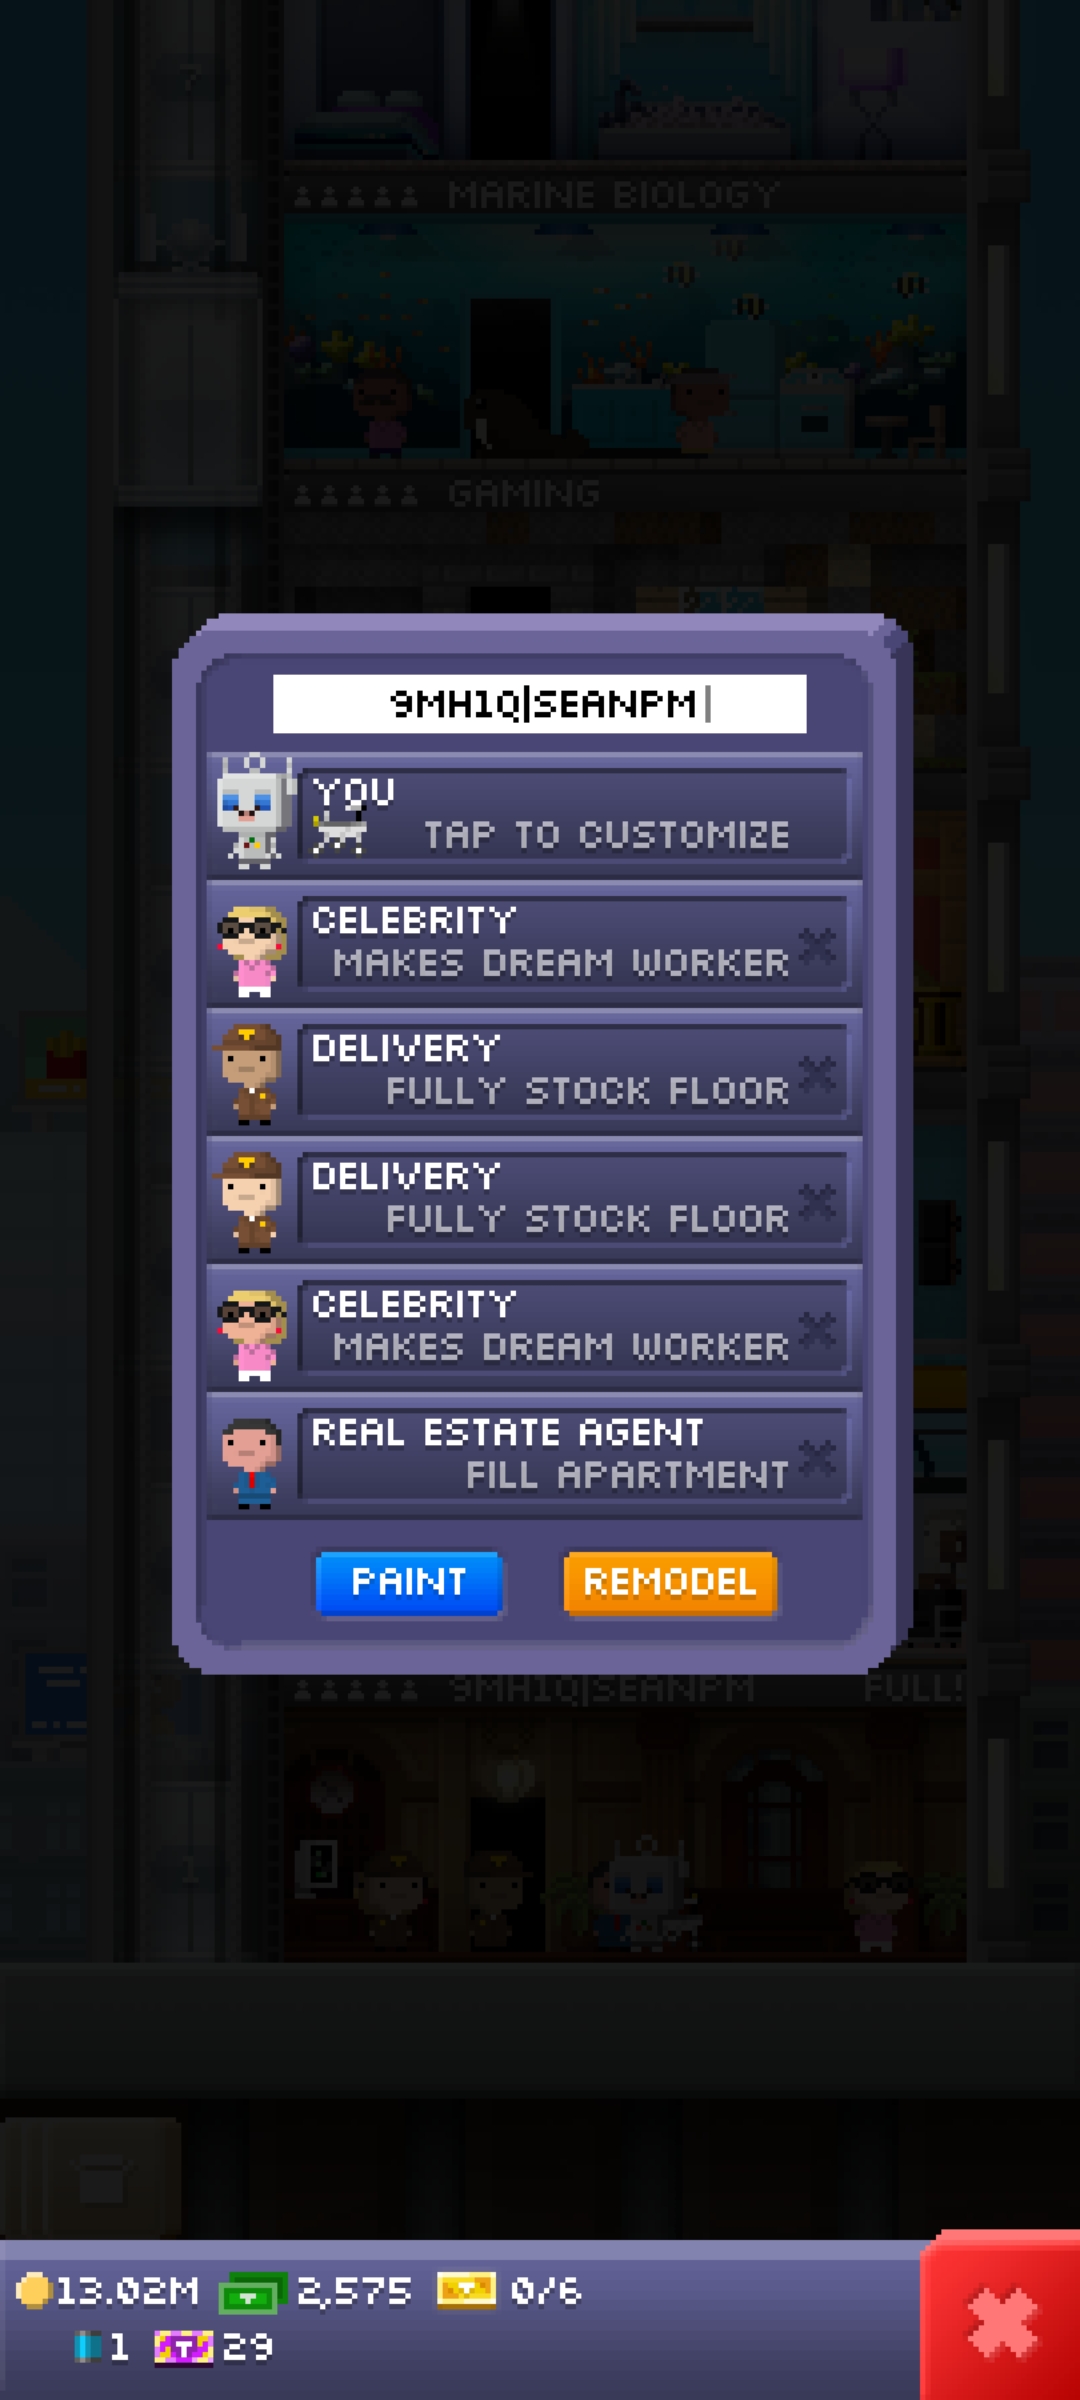 MARINE BIOLOGY
GAMING
9MH1Q|SEANPM
YOU
TAP TO CUSTOMIZE
CELEBRITY
MAKES DREAM WORKER
DELIVERY
FULLY STOCK FLOOR
DELIVERY
FULLY STOCK FLOOR
CELEBRITY
MAKES DREAM WORKER
REAL ESTATE AGENT
FILL APARTMENT
PAINT REMODEL
9MH1Q|SEANPM FULL!
13.02M 2,575 0/6
1 29